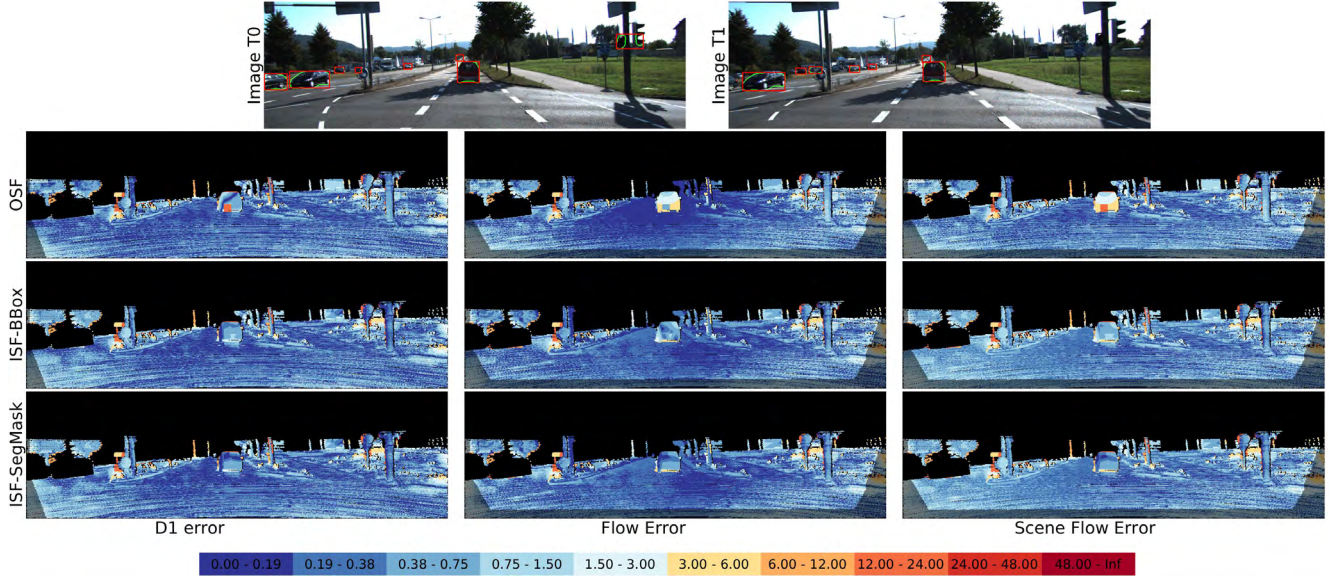 Image T0
Image T1
OSF
ISF-BBox
ISF-SegMask
D1 error
Flow Error
Scene Flow Error
0.00 - 0.19 0.19 - 0.38 0.38 - 0.75 0.75 - 1.50 1.50 - 3.00 3.00 - 6.00 6.00 - 12.00 12.00 - 24.00 24.00 - 48.00 48.00 - Inf